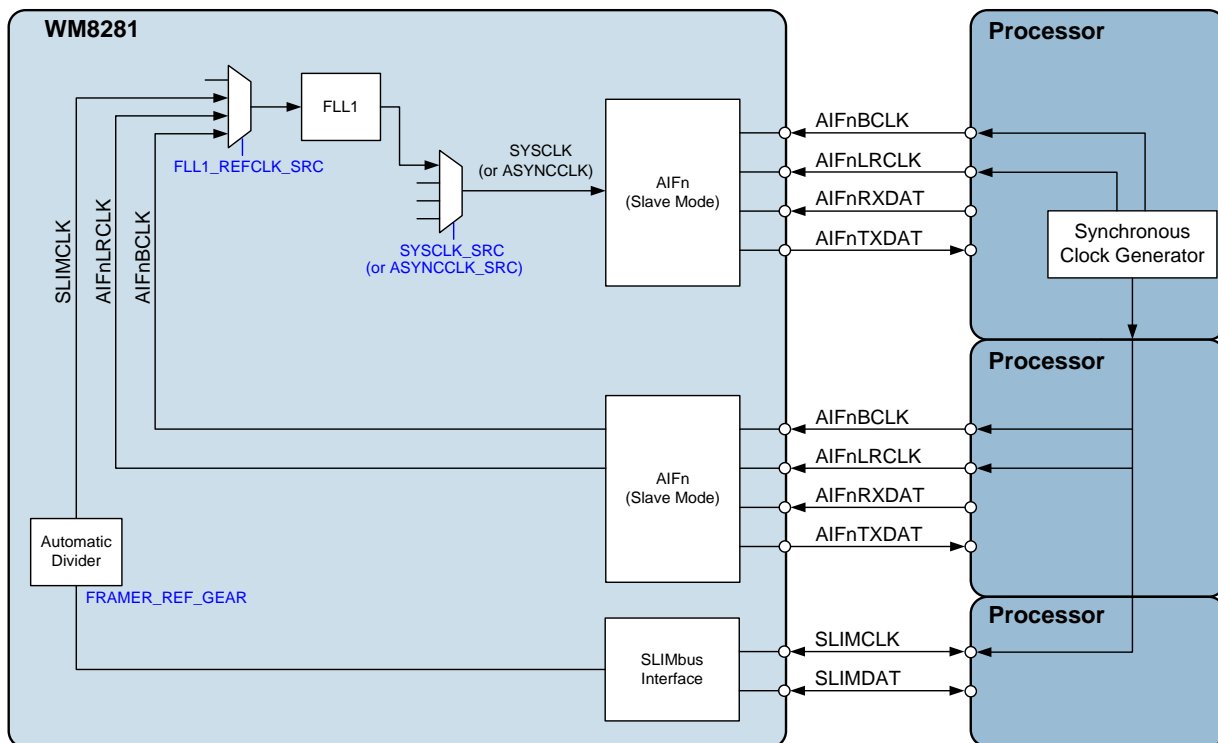 WM8281
Processor
FLL1
FLL1_REFCLK_SRC
SYSCLK
(or ASYNCCLK)
SYSCLK_SRC
(or ASYNCCLK_SRC)
AIFn
(Slave Mode)
AIFnBCLK
AIFnLRCLK
AIFnRXDAT
AIFnTXDAT
Synchronous
Clock Generator
SLIMCLK
AIFnLRCLK
AIFnBCLK
Processor
AIFn
(Slave Mode)
AIFnBCLK
AIFnLRCLK
AIFnRXDAT
AIFnTXDAT
Automatic
Divider
FRAMER_REF_GEAR
Processor
SLIMbus
Interface
SLIMCLK
SLIMDAT